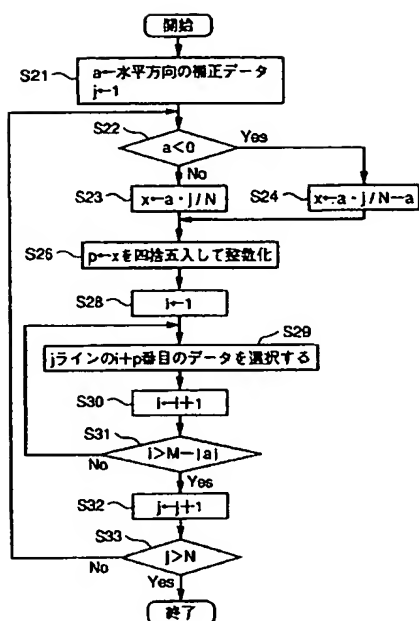 開始
S21
a←水平方向の補正データ
j←1
S22
a<0
Yes
No
S23
x←a・j/N
S24
x←a・j/N−a
S26
p←xを四捨五入して整数化
S28
i←1
S29
jラインのi+p番目のデータを選択する
S30
i←i+1
S31
i>M−|a|
No
Yes
S32
j←j+1
S33
j>N
No
Yes
終了